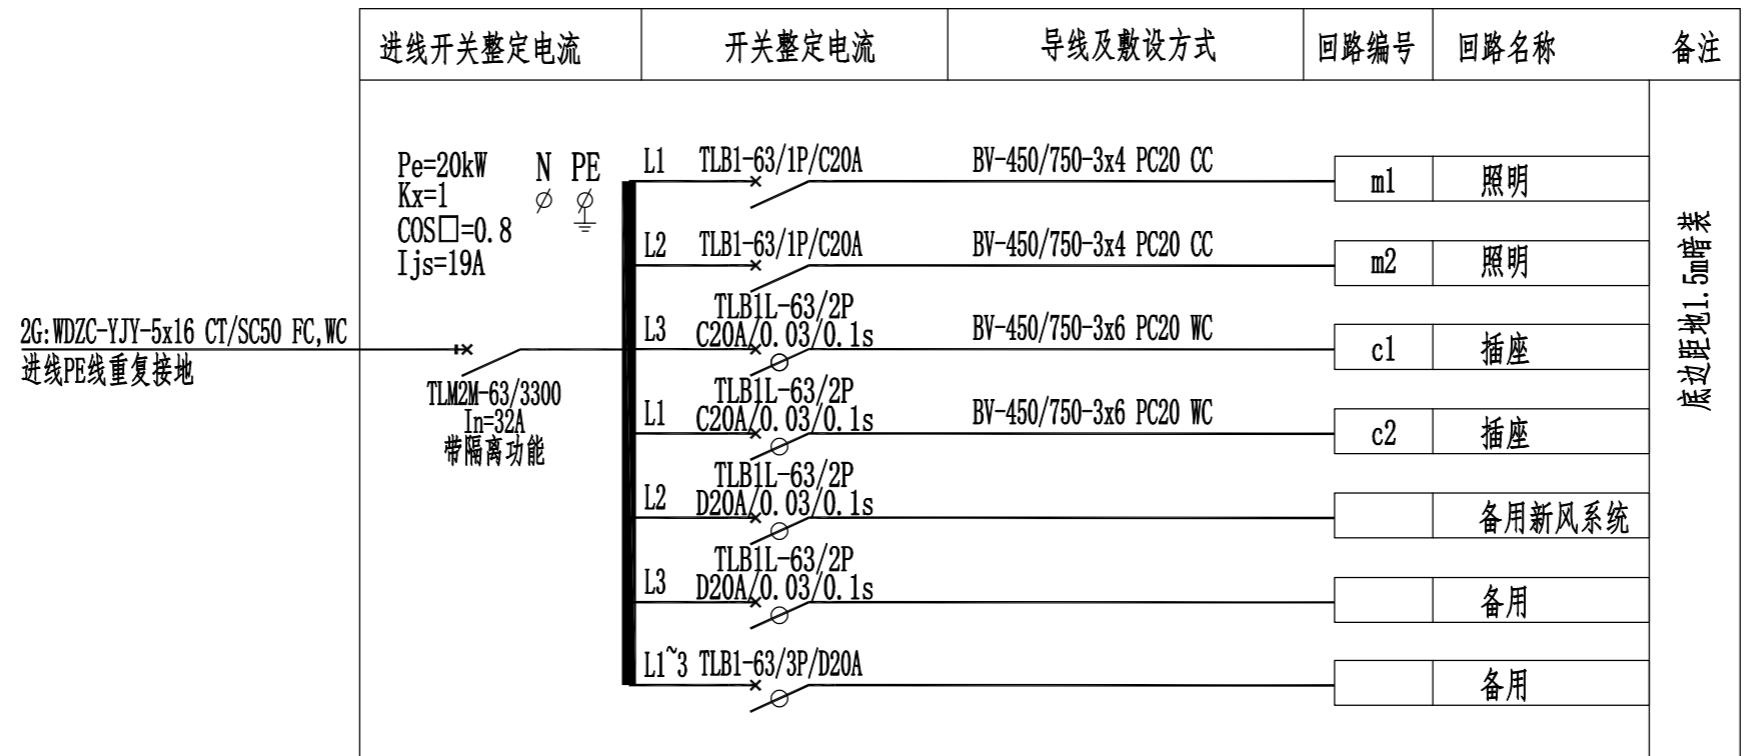 进线开关整定电流 开关整定电流 导线及敷设方式 回路编号 回路名称 备注
Pe=20kW N PE
Kx=1
COS□=0.8
Ijs=19A
2G:WDZC-YJY-5x16 CT/SC50 FC,WC
进线PE线重复接地
TLM2M-63/3300
In=32A
带隔离功能
L1 TLB1-63/1P/C20A BV-450/750-3x4 PC20 CC m1 照明
L2 TLB1-63/1P/C20A BV-450/750-3x4 PC20 CC m2 照明
TLB1L-63/2P
L3 C20A/0.03/0.1s BV-450/750-3x6 PC20 WC c1 插座
TLB1L-63/2P
L1 C20A/0.03/0.1s BV-450/750-3x6 PC20 WC c2 插座
TLB1L-63/2P
L2 D20A/0.03/0.1s 备用新风系统
TLB1L-63/2P
L3 D20A/0.03/0.1s 备用
L1~3 TLB1-63/3P/D20A 备用
底边距地1.5m暗装